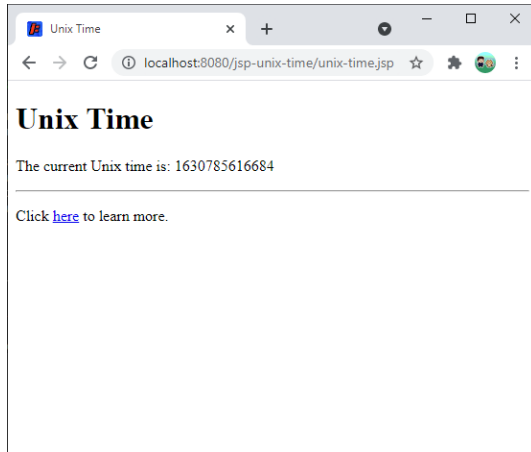 Unix Time
localhost:8080/jsp-unix-time/unix-time.jsp
Unix Time
The current Unix time is: 1630785616684
Click here to learn more.